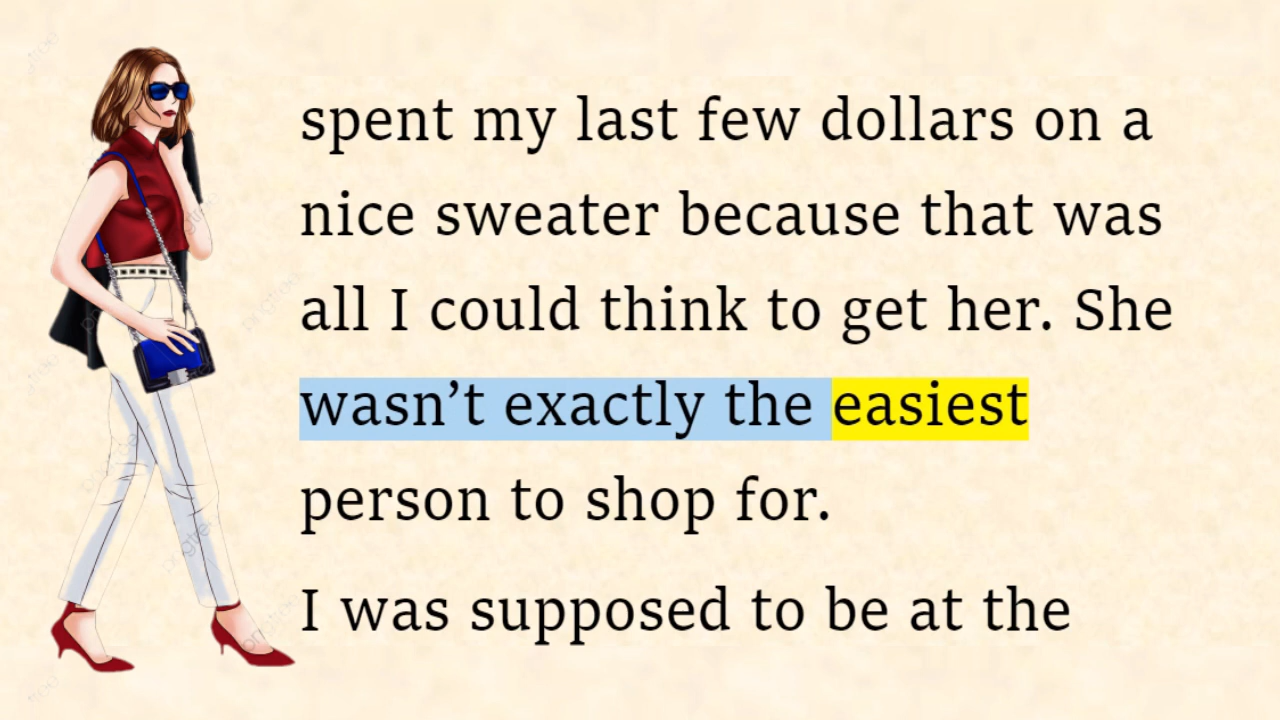 spent my last few dollars on a
nice sweater because that was
all I could think to get her. She
wasn’t exactly the easiest
person to shop for.
I was supposed to be at the